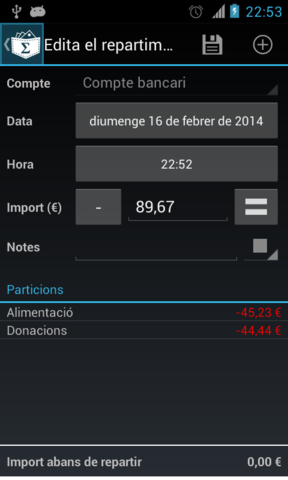 22:53
Σ Edita el repartim…
Compte Compte bancari
Data diumenge 16 de febrer de 2014
Hora 22:52
Import (€) - 89,67 =
Notes
Particions
Alimentació -45,23 €
Donacions -44,44 €
Import abans de repartir 0,00 €